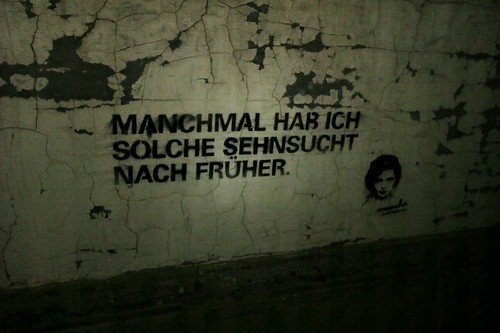 MANCHMAL HAB ICH
SOLCHE SEHNSUCHT
NACH FRÜHER.